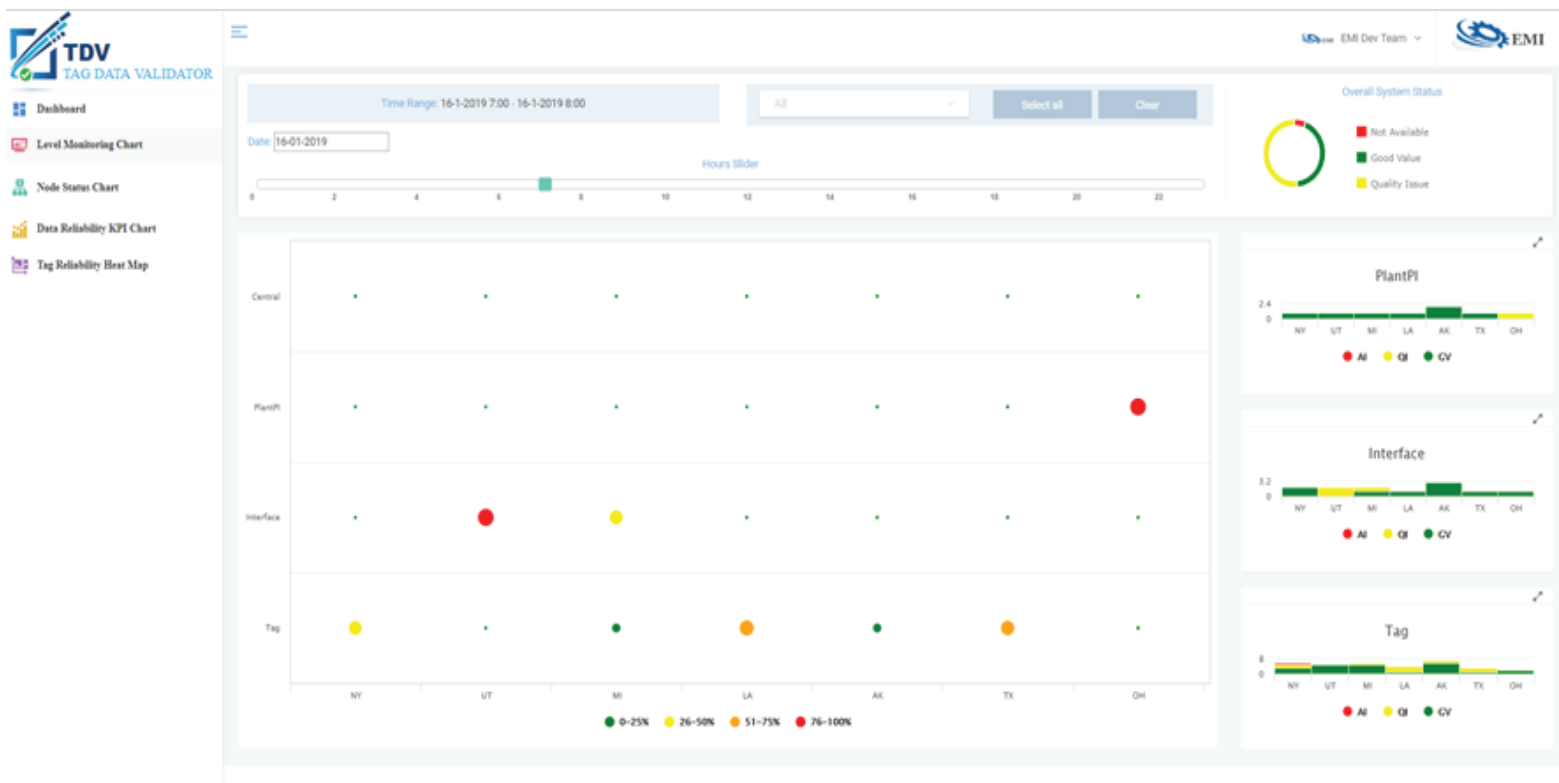 TDV
TAG DATA VALIDATOR
EMI Dev Team
EMI
Dashboard
Level Monitoring Chart
Node Status Chart
Data Reliability KPI Chart
Tag Reliability Heat Map
Time Range: 16-1-2019 7:00 - 16-1-2019 8:00
All
Select all
Clear
Date: 16-01-2019
Hours Slider
0 2 4 6 8 10 12 14 16 18 20 22
Overall System Status
Not Available
Good Value
Quality Issue
Central
PlantPI
Interface
Tag
NY UT MI LA AK TX OH
0-25% 26-50% 51-75% 76-100%
PlantPI
2.4
0
NY UT MI LA AK TX OH
AI QI GV
Interface
3.2
0
NY UT MI LA AK TX OH
AI QI GV
Tag
8
0
NY UT MI LA AK TX OH
AI QI GV